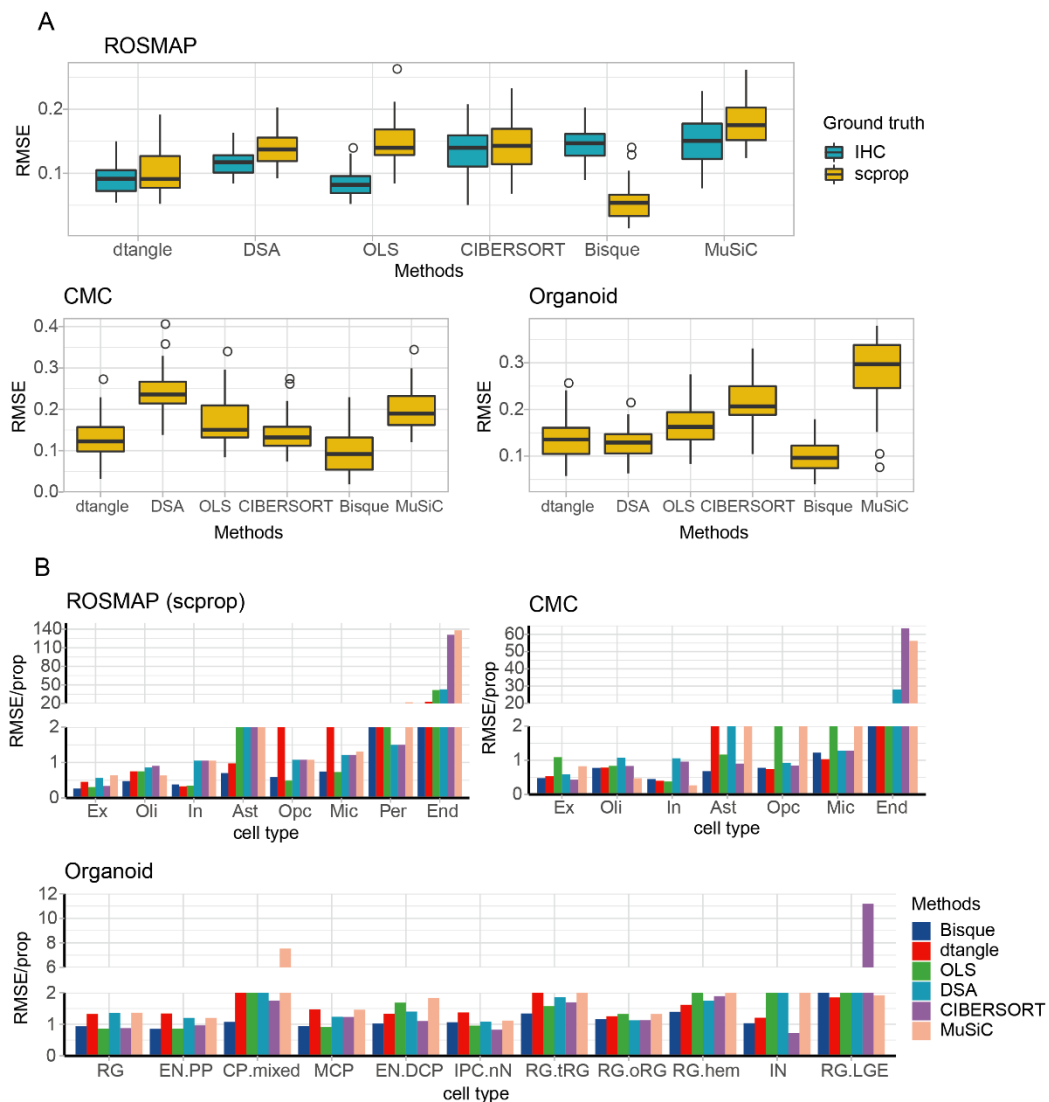 A
ROSMAP
RMSE
0.2
0.1
dtangle DSA OLS CIBERSORT Bisque MuSiC
Methods
Ground truth
IHC
scprop
CMC
RMSE
0.4
0.3
0.2
0.1
0.0
dtangle DSA OLS CIBERSORT Bisque MuSiC
Methods
Organoid
RMSE
0.3
0.2
0.1
dtangle DSA OLS CIBERSORT Bisque MuSiC
Methods
B
ROSMAP (scprop)
RMSE/prop
140
110
80
50
20
2
1
0
Ex Oli In Ast Opc Mic Per End
cell type
CMC
RMSE/prop
60
50
40
30
20
2
1
0
Ex Oli In Ast Opc Mic End
cell type
Organoid
RMSE/prop
12
10
8
6
2
1
0
RG EN.PP CP.mixed MCP EN.DCP IPC.nN RG.tRG RG.oRG RG.hem IN RG.LGE
cell type
Methods
Bisque
dtangle
OLS
DSA
CIBERSORT
MuSiC